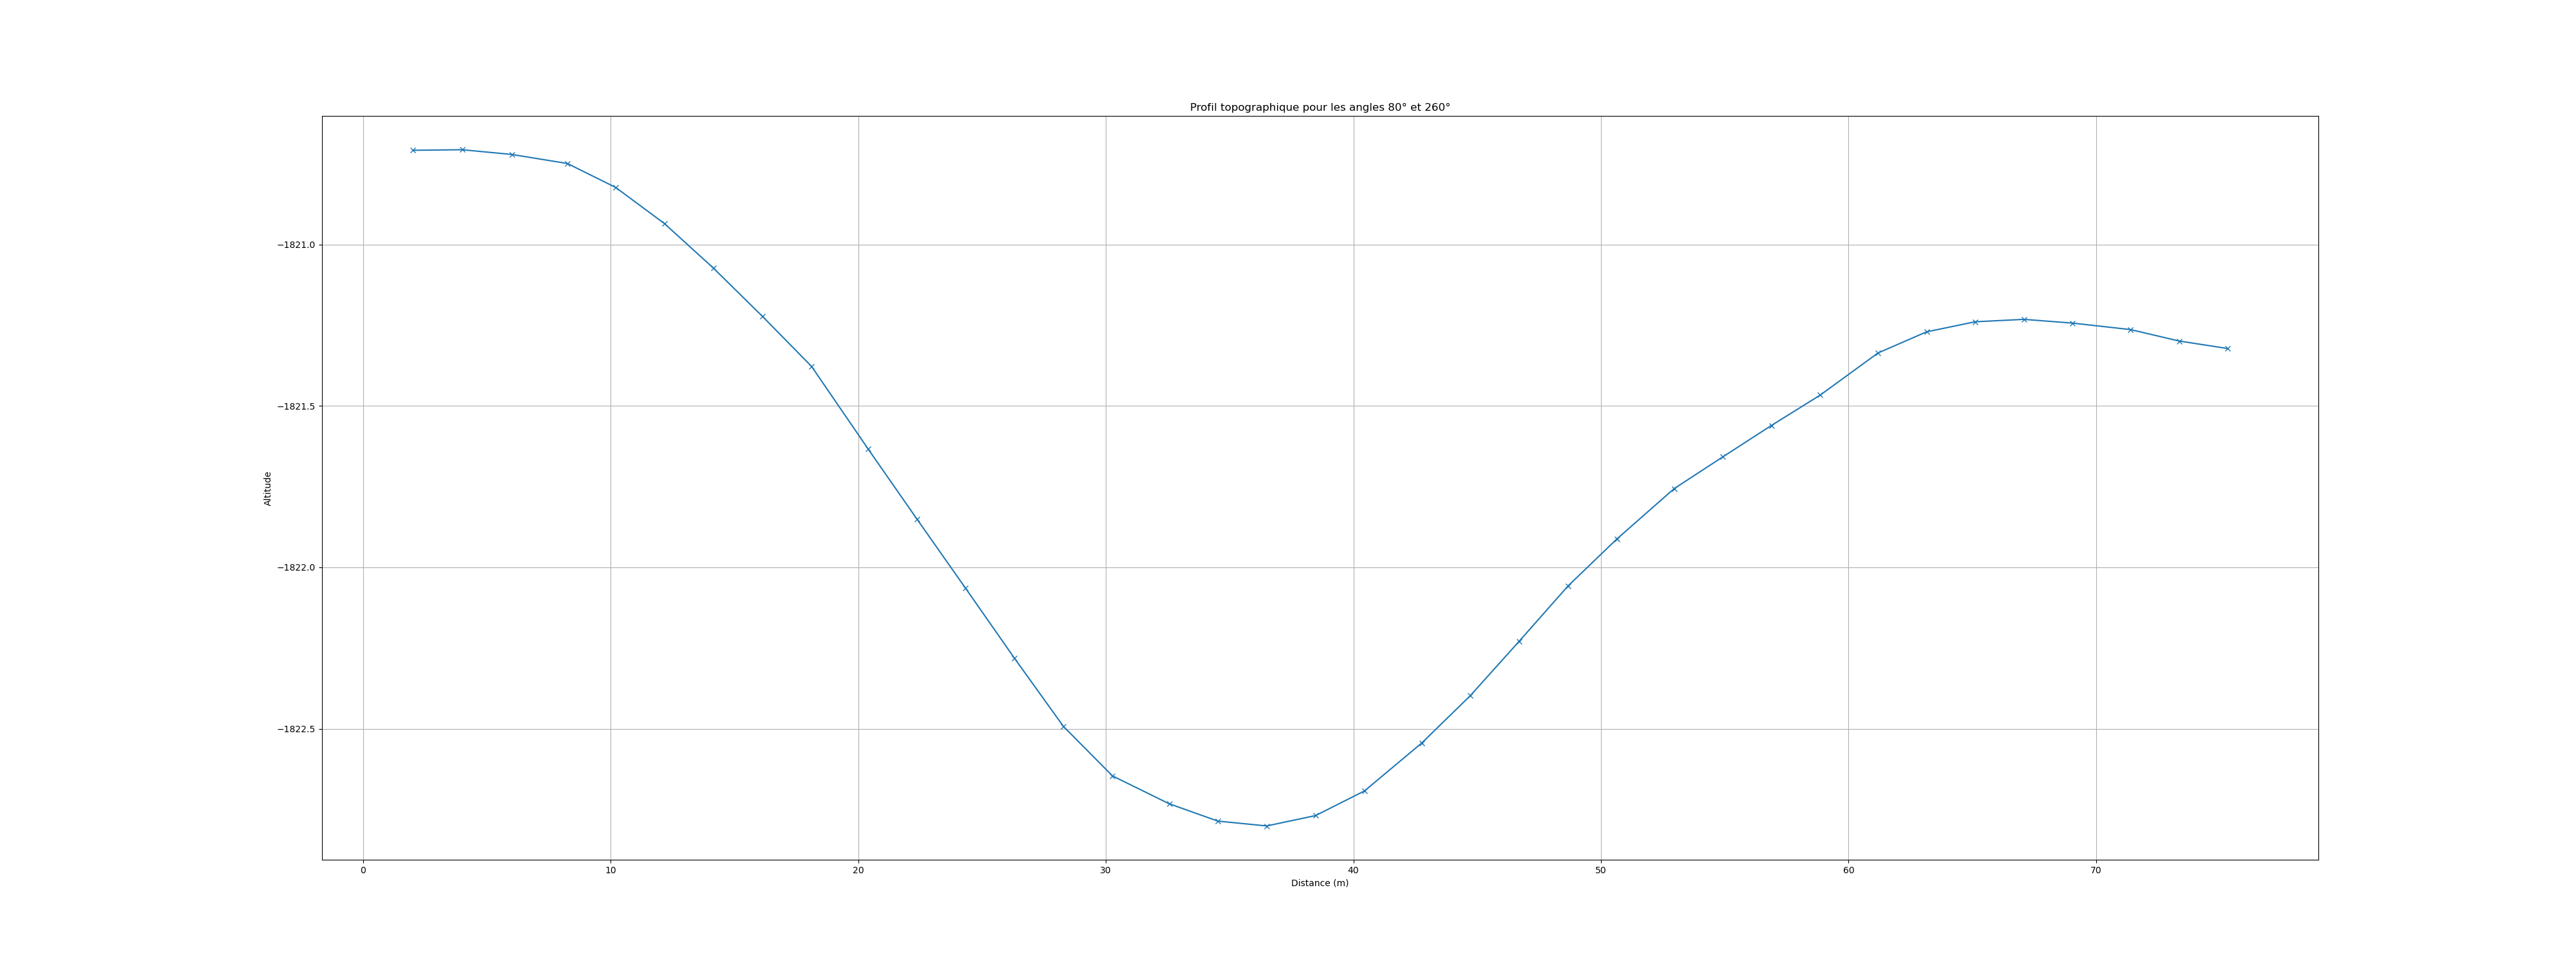 Profil topographique pour les angles 80° et 260°
Altitude
−1821.0
−1821.5
−1822.0
−1822.5
0 10 20 30 40 50 60 70
Distance (m)